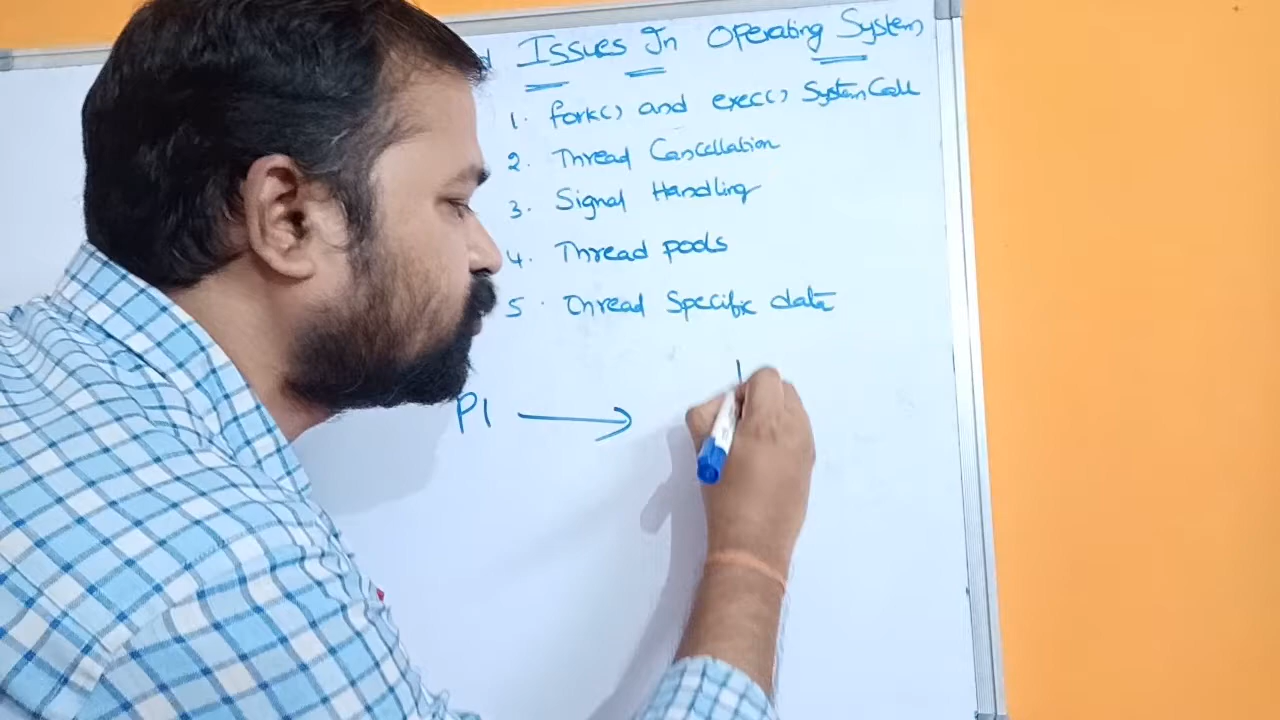 Issues In Operating System
1. fork() and exec() System Call
2. Thread Cancellation
3. Signal Handling
4. Thread pools
5. Thread Specific data
P1